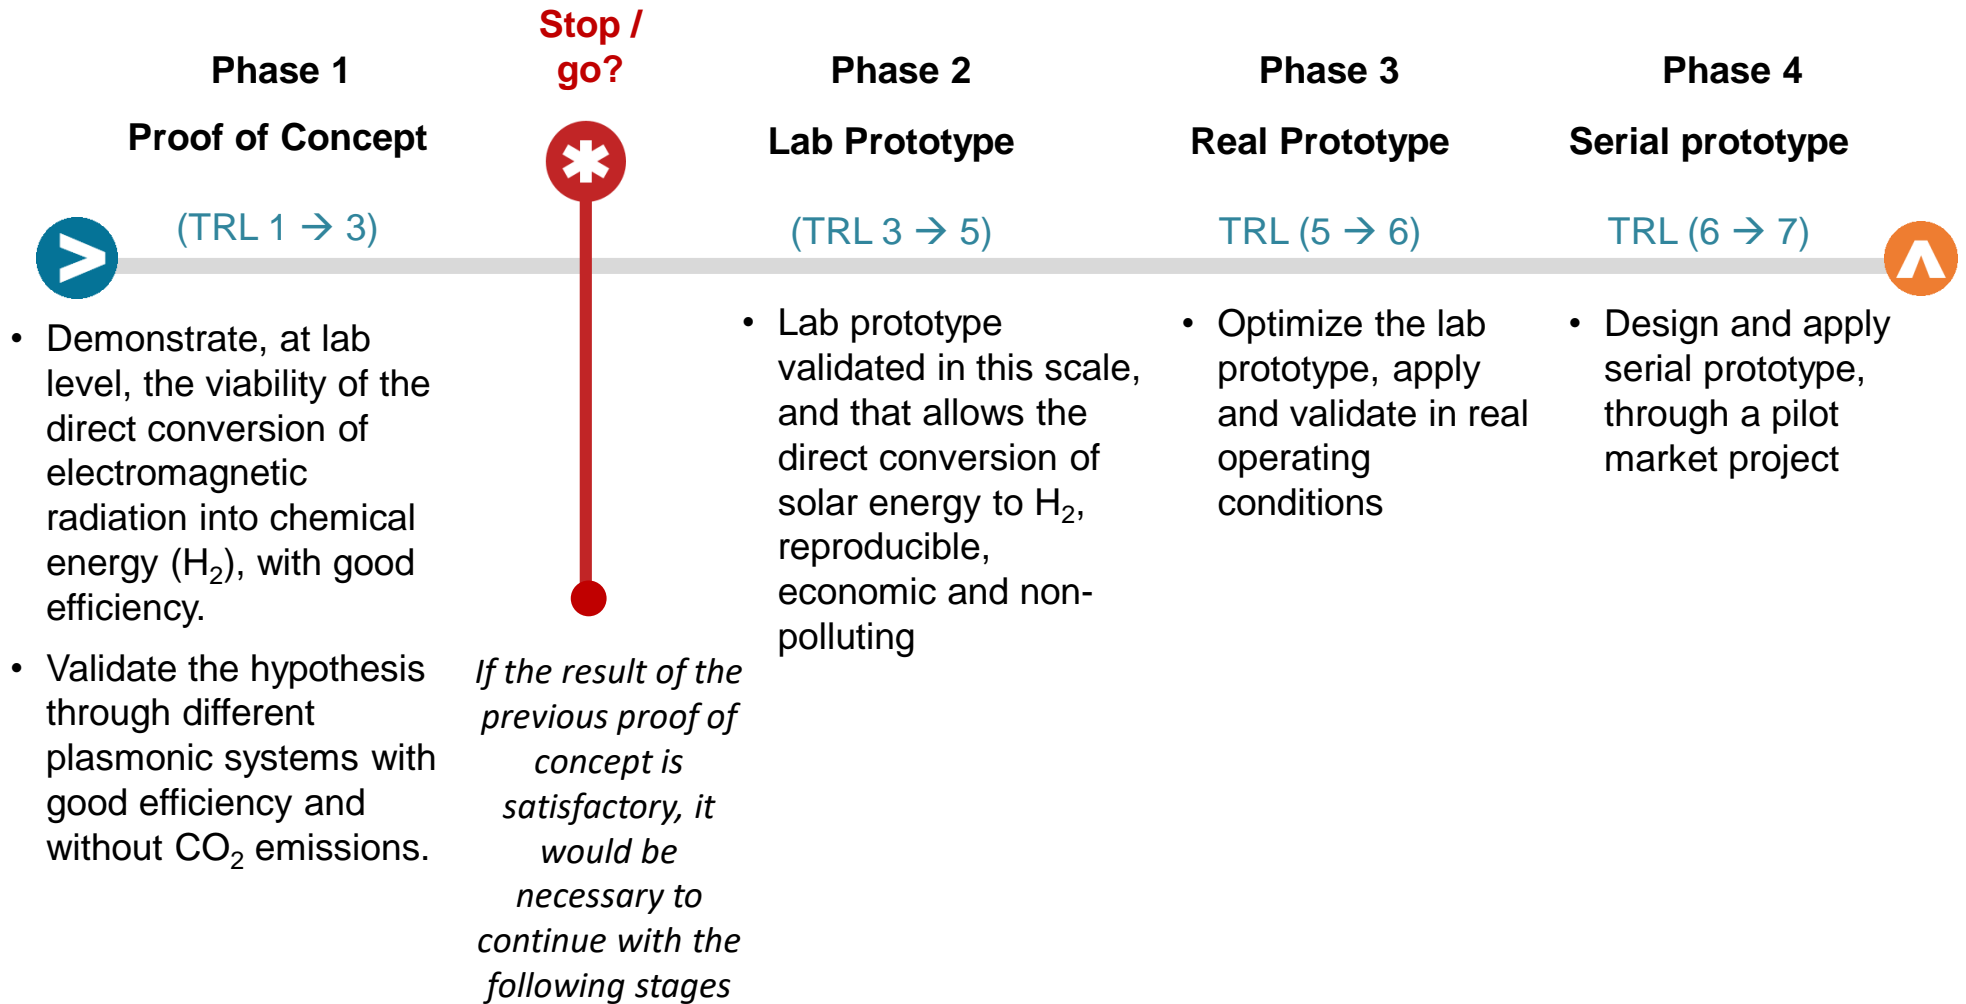 Phase 1
Proof of Concept
(TRL 1 → 3)
• Demonstrate, at lab
level, the viability of the
direct conversion of
electromagnetic
radiation into chemical
energy (H₂), with good
efficiency.
• Validate the hypothesis
through different
plasmonic systems with
good efficiency and
without CO₂ emissions.
Stop /
go?
If the result of the
previous proof of
concept is
satisfactory, it
would be
necessary to
continue with the
following stages
Phase 2
Lab Prototype
(TRL 3 → 5)
• Lab prototype
validated in this scale,
and that allows the
direct conversion of
solar energy to H₂,
reproducible,
economic and non-
polluting
Phase 3
Real Prototype
TRL (5 → 6)
• Optimize the lab
prototype, apply
and validate in real
operating
conditions
Phase 4
Serial prototype
TRL (6 → 7)
• Design and apply
serial prototype,
through a pilot
market project